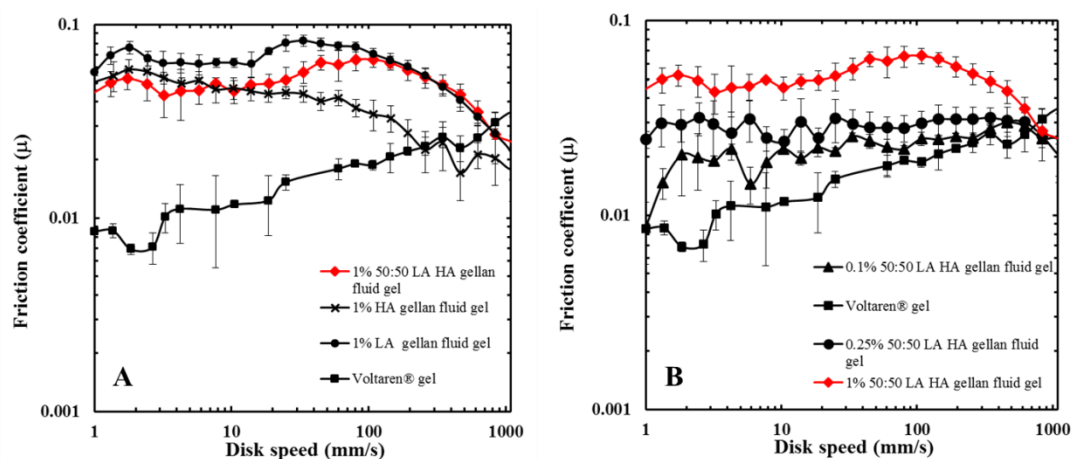 0.1
0.01
0.001
Friction coefficient (μ)
1% 50:50 LA HA gellan
fluid gel
1% HA gellan fluid gel
1% LA gellan fluid gel
Voltaren® gel
A
1 10 100 1000
Disk speed (mm/s)
0.1
0.01
0.001
Friction coefficient (μ)
0.1% 50:50 LA HA gellan fluid gel
Voltaren® gel
0.25% 50:50 LA HA gellan fluid
gel
1% 50:50 LA HA gellan fluid gel
B
1 10 100 1000
Disk speed (mm/s)